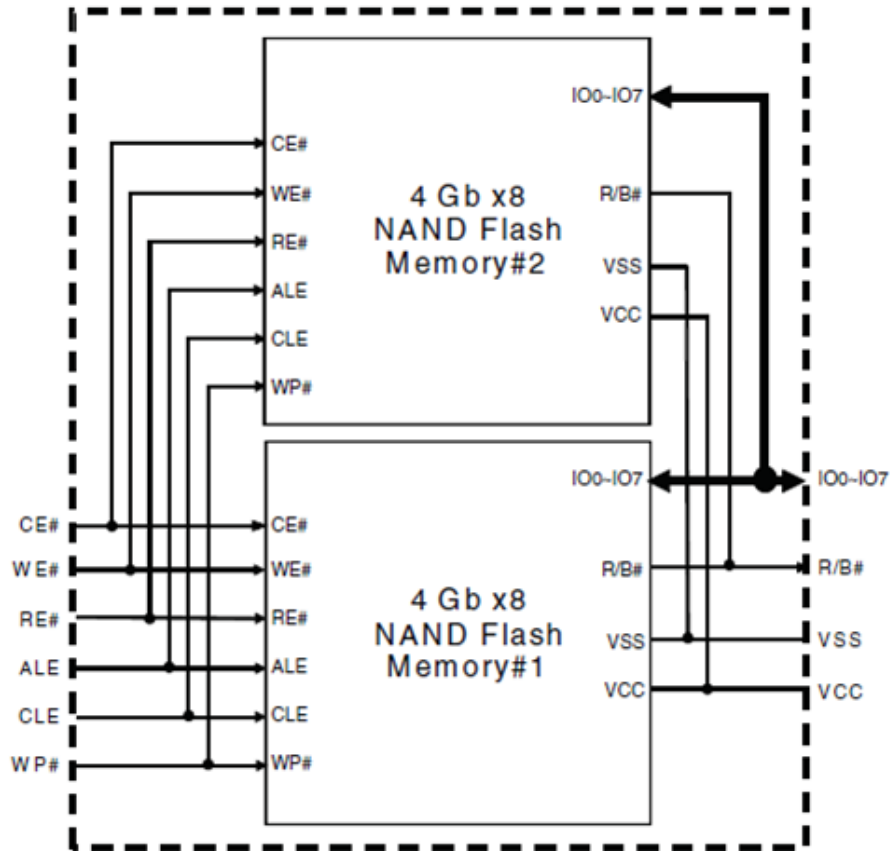 IO0~IO7
CE#
4 Gb x8
WE#
R/B#
NAND Flash
RE#
Memory#2
VSS
ALE
VCC
CLE
WP#
IO0~IO7
IO0~IO7
CE#
CE#
WE#
WE#
R/B#
R/B#
4 Gb x8
RE#
RE#
NAND Flash
VSS
VSS
ALE
ALE
Memory#1
VCC
VCC
CLE
CLE
WP#
WP#